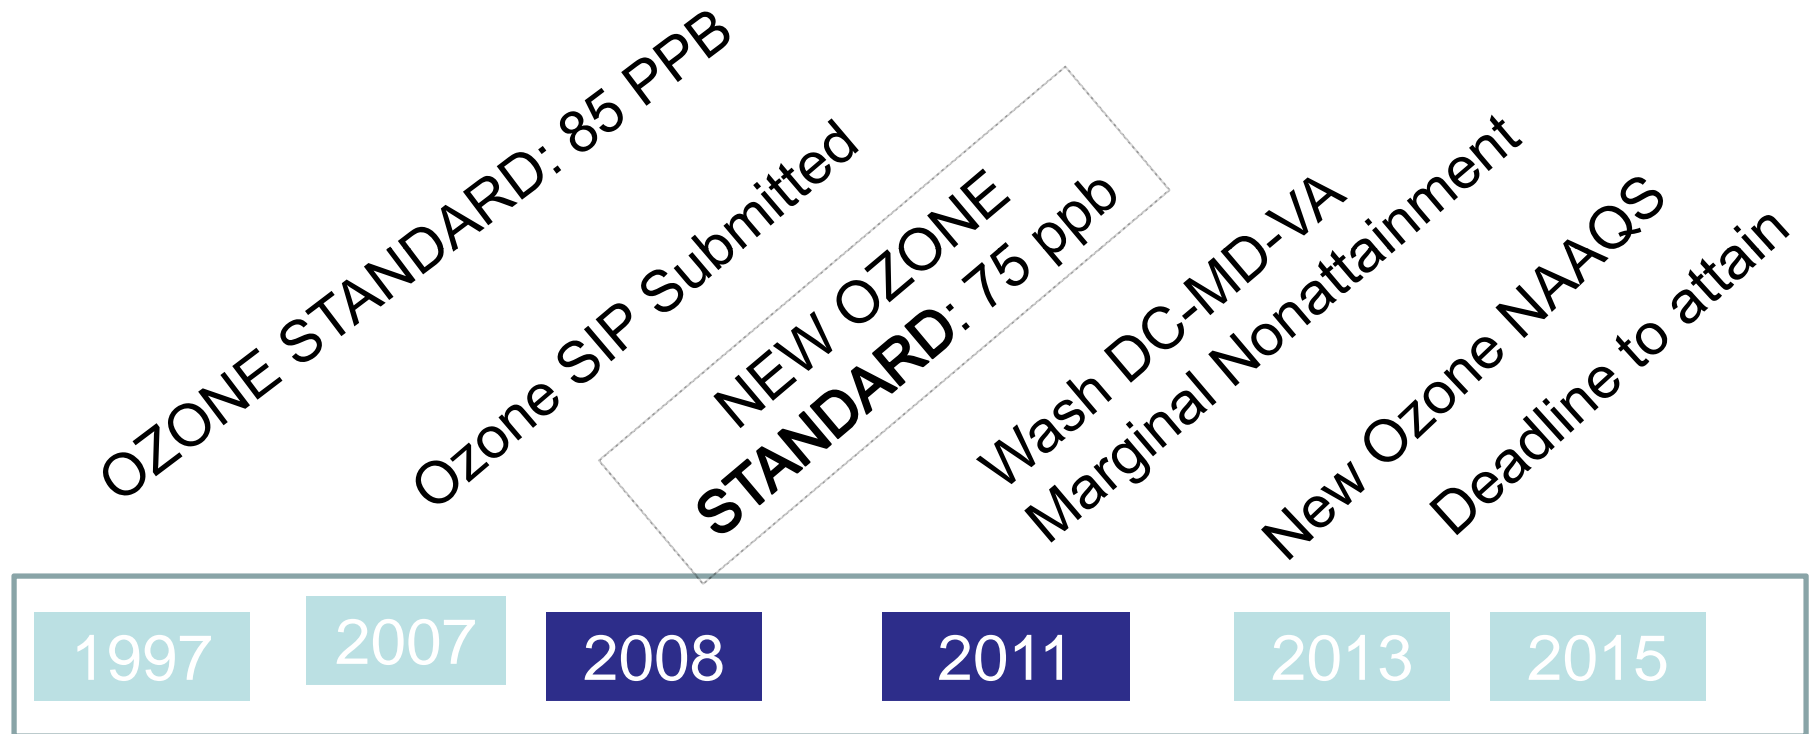 OZONE STANDARD: 85 PPB
Ozone SIP Submitted
NEW OZONE
STANDARD: 75 ppb
Wash DC-MD-VA
Marginal Nonattainment
New Ozone NAAQS
Deadline to attain
1997
2007
2008
2011
2013
2015